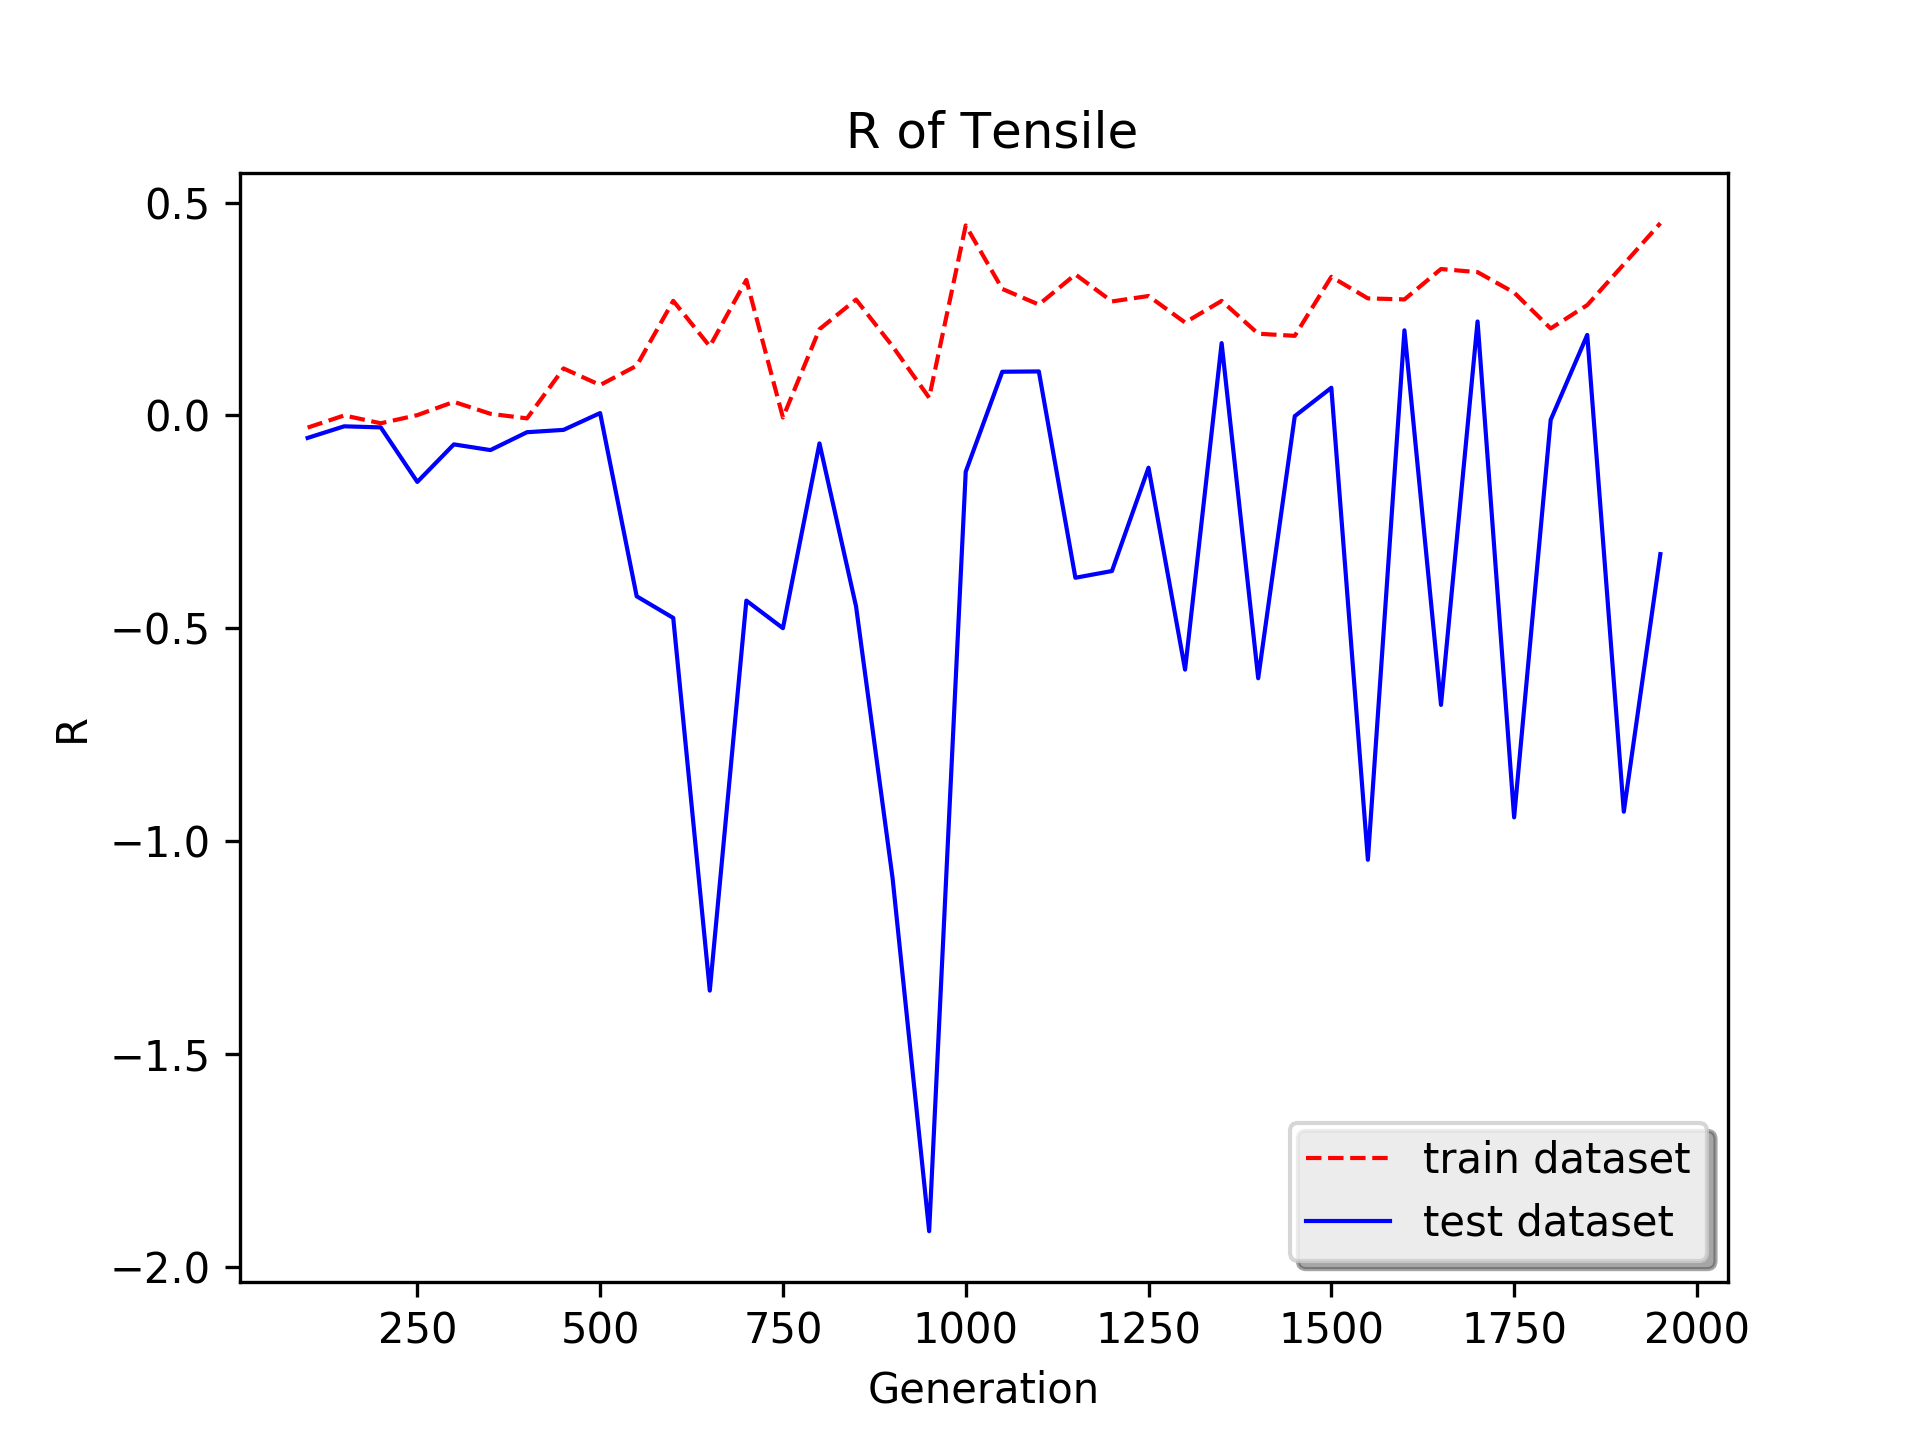 R of Tensile
0.5
0.0
−0.5
−1.0
−1.5
−2.0
R
train dataset
test dataset
250 500 750 1000 1250 1500 1750 2000
Generation